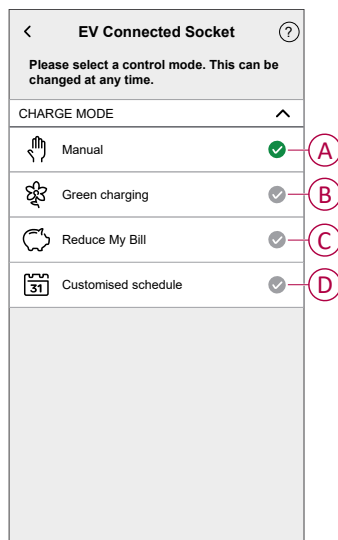 EV Connected Socket ?
Please select a control mode. This can be
changed at any time.
CHARGE MODE
Manual A
Green charging B
Reduce My Bill C
31 Customised schedule D